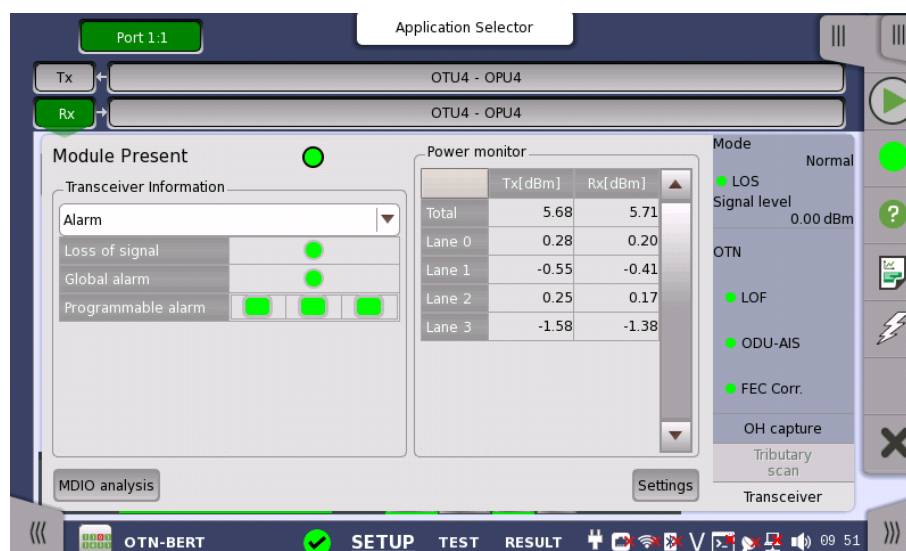 Port 1:1
Application Selector
Tx
OTU4 - OPU4
Rx
OTU4 - OPU4
Module Present
Transceiver Information
Alarm
Loss of signal
Global alarm
Programmable alarm
MDIO analysis
Power monitor
Tx[dBm] Rx[dBm]
Total 5.68 5.71
Lane 0 0.28 0.20
Lane 1 -0.55 -0.41
Lane 2 0.25 0.17
Lane 3 -1.58 -1.38
Settings
Mode
Normal
LOS
Signal level
0.00 dBm
OTN
LOF
ODU-AIS
FEC Corr.
OH capture
Tributary
scan
Transceiver
OTN-BERT SETUP TEST RESULT 09 51